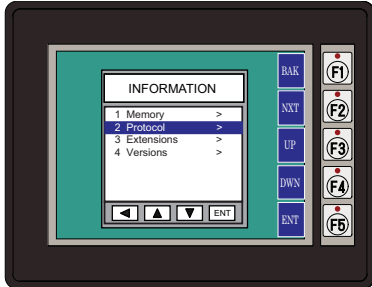 INFORMATION
1 Memory >
2 Protocol >
3 Extensions >
4 Versions >
ENT
BAK
NXT
UP
DWN
ENT
F1
F2
F3
F4
F5